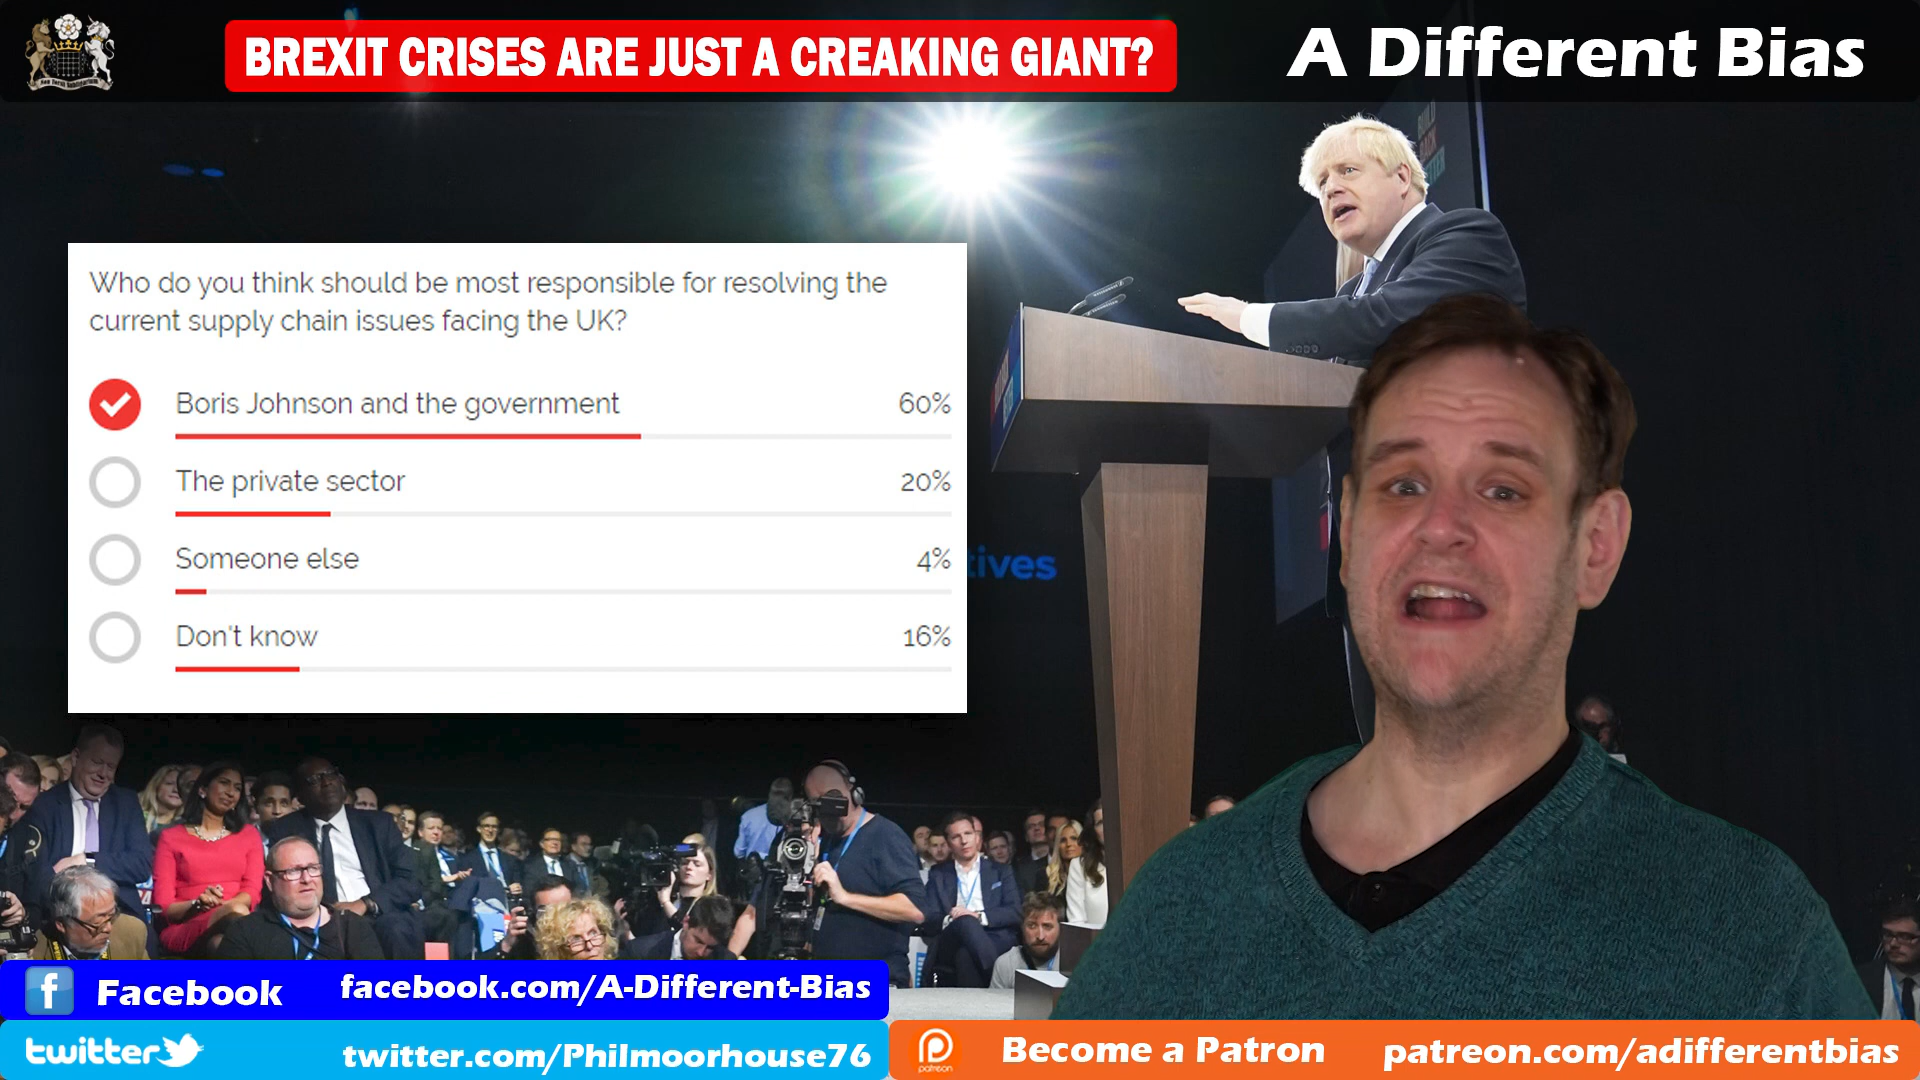 BREXIT CRISES ARE JUST A CREAKING GIANT?
A Different Bias
Who do you think should be most responsible for resolving the
current supply chain issues facing the UK?
Boris Johnson and the government 60%
The private sector 20%
Someone else 4%
Don't know 16%
tives
Facebook facebook.com/A-Different-Bias
twitter twitter.com/Philmoorhouse76
patreon
Become a Patron patreon.com/adifferentbias